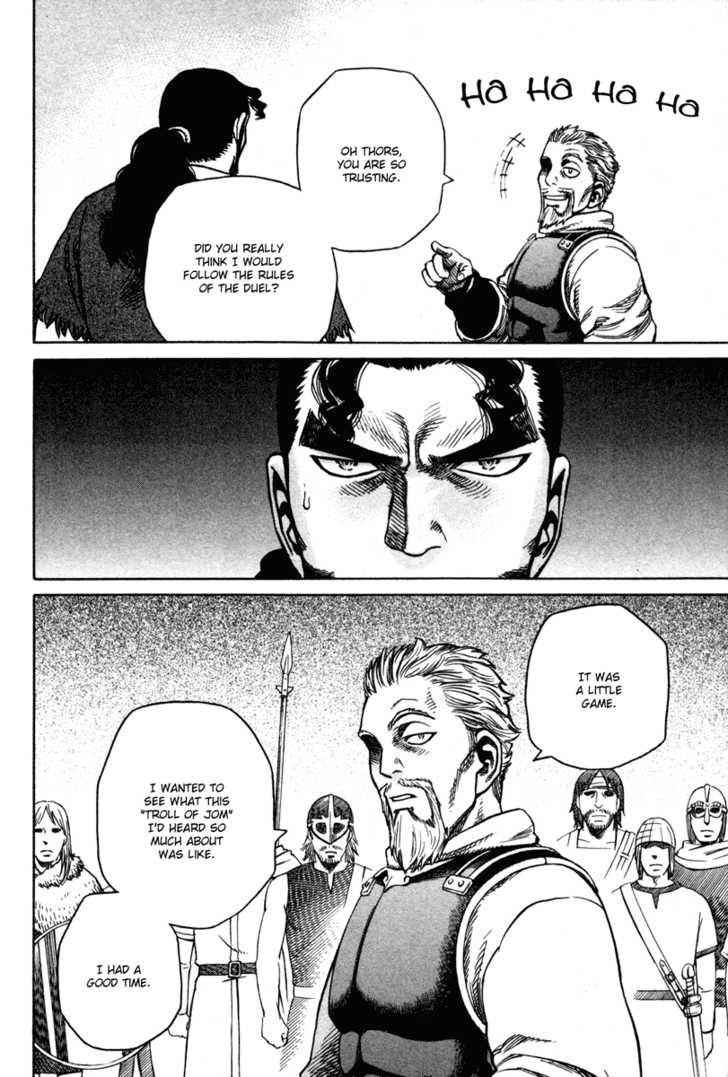 Ha Ha Ha Ha
OH THORS,
YOU ARE SO
TRUSTING.
DID YOU REALLY
THINK I WOULD
FOLLOW THE RULES
OF THE DUEL?
IT WAS
A LITTLE
GAME.
I WANTED TO
SEE WHAT THIS
"TROLL OF JOM"
I'D HEARD SO
MUCH ABOUT
WAS LIKE.
I HAD A
GOOD TIME.